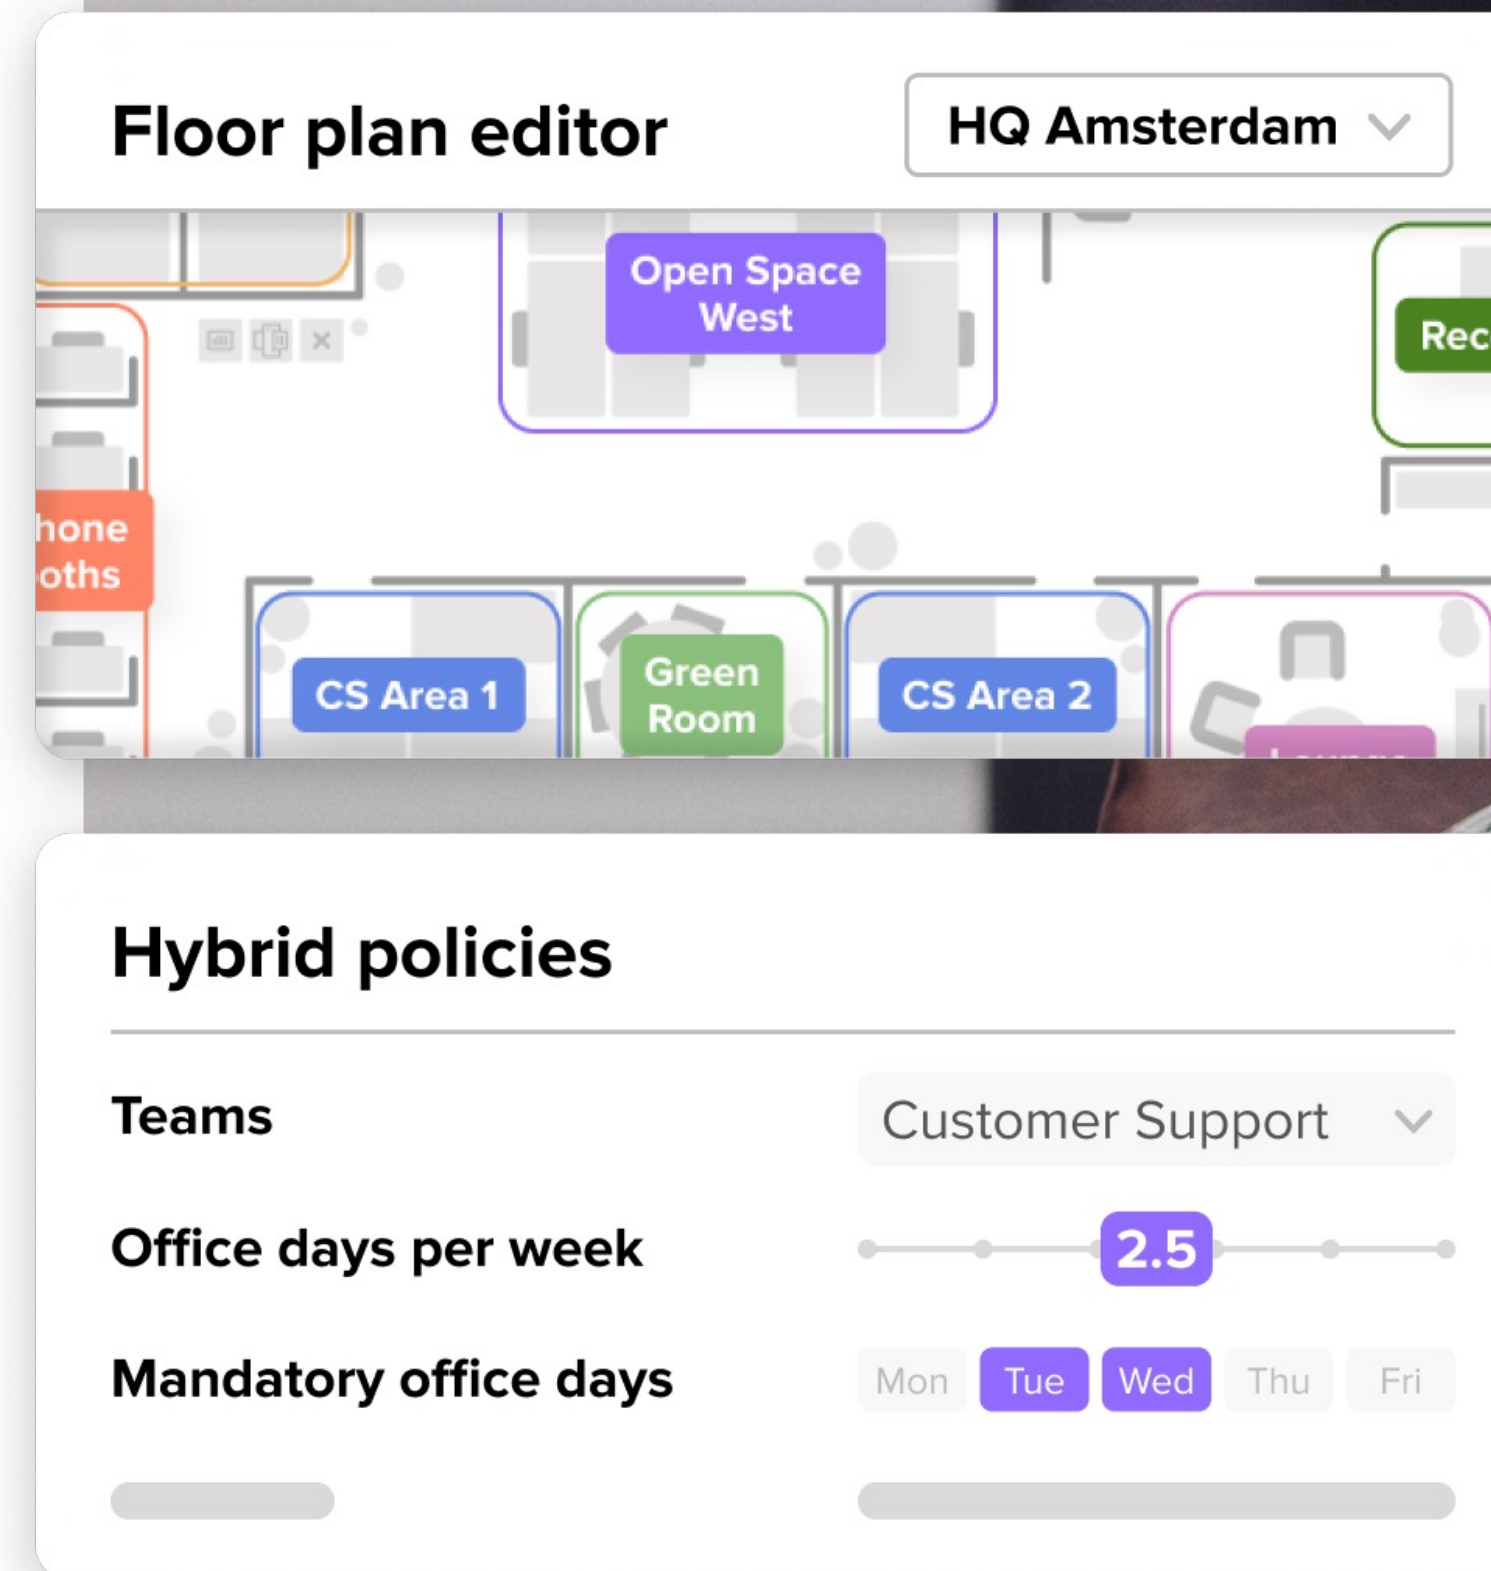 Floor plan editor
HQ Amsterdam
Open Space
West
Rec
hone
oths
CS Area 1
Green
Room
CS Area 2
Hybrid policies
Teams
Customer Support
Office days per week
2.5
Mandatory office days
Mon
Tue
Wed
Thu
Fri